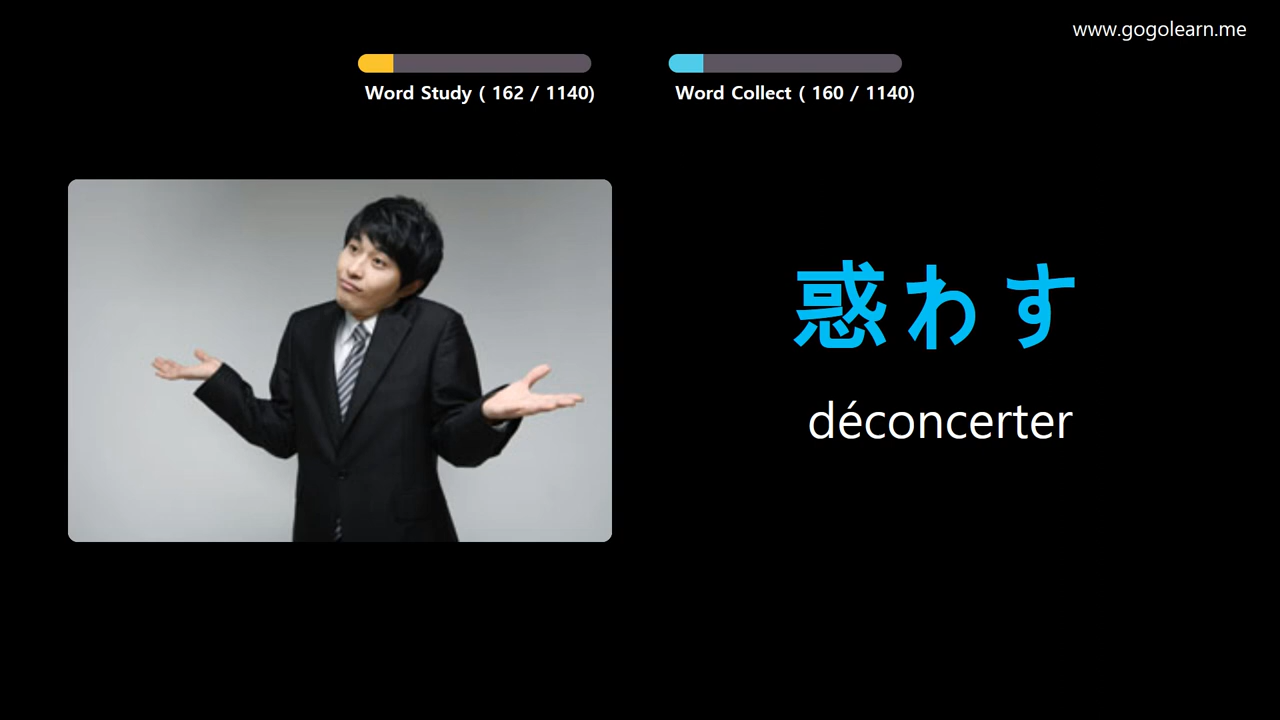 www.gogolearn.me
Word Study ( 162 / 1140)
Word Collect ( 160 / 1140)
惑わす
déconcerter